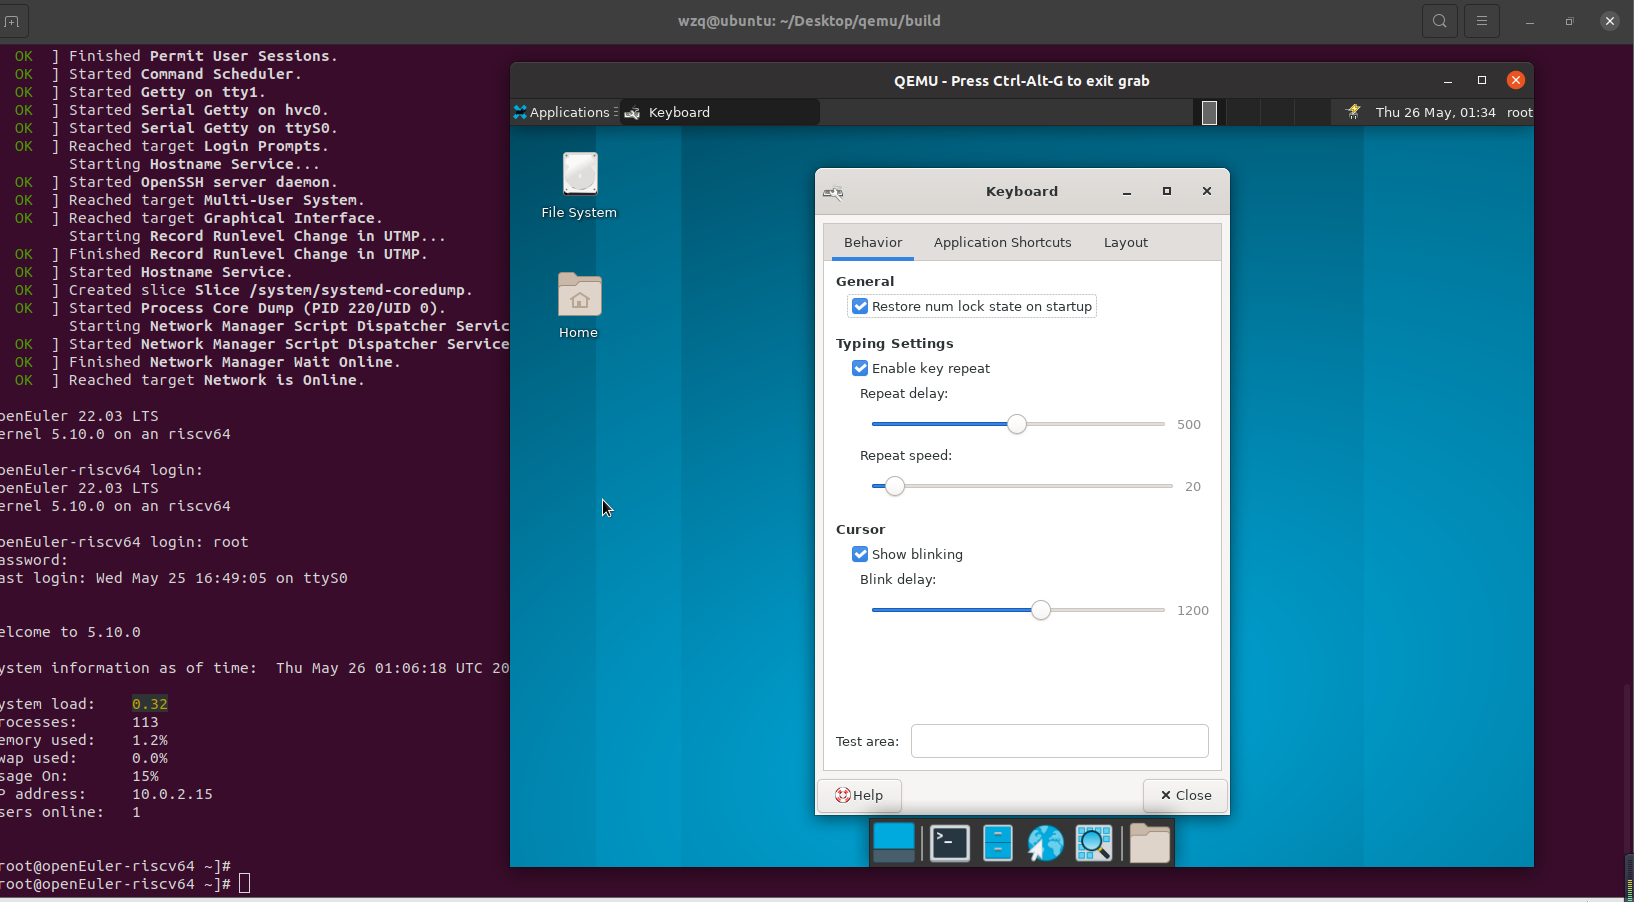 wzq@ubuntu: ~/Desktop/qemu/build
OK ] Finished Permit User Sessions.
OK ] Started Command Scheduler.
OK ] Started Getty on tty1.
OK ] Started Serial Getty on hvc0.
OK ] Started Serial Getty on ttyS0.
OK ] Reached target Login Prompts.
Starting Hostname Service...
OK ] Started OpenSSH server daemon.
OK ] Reached target Multi-User System.
OK ] Reached target Graphical Interface.
Starting Record Runlevel Change in UTMP...
OK ] Finished Record Runlevel Change in UTMP.
OK ] Started Hostname Service.
OK ] Created slice Slice /system/systemd-coredump.
OK ] Started Process Core Dump (PID 220/UID 0).
Starting Network Manager Script Dispatcher Servic
OK ] Started Network Manager Script Dispatcher Service
OK ] Finished Network Manager Wait Online.
OK ] Reached target Network is Online.
penEuler 22.03 LTS
ernel 5.10.0 on an riscv64
penEuler-riscv64 login:
penEuler 22.03 LTS
ernel 5.10.0 on an riscv64
penEuler-riscv64 login: root
assword:
ast login: Wed May 25 16:49:05 on ttyS0
elcome to 5.10.0
ystem information as of time:  Thu May 26 01:06:18 UTC 20
ystem load: 0.32
rocesses: 113
emory used: 1.2%
wap used: 0.0%
sage On: 15%
P address: 10.0.2.15
sers online: 1
root@openEuler-riscv64 ~]#
root@openEuler-riscv64 ~]#
QEMU - Press Ctrl-Alt-G to exit grab
Applications Keyboard Thu 26 May, 01:34 root
File System
Home
Keyboard
Behavior Application Shortcuts Layout
General
Restore num lock state on startup
Typing Settings
Enable key repeat
Repeat delay:
500
Repeat speed:
20
Cursor
Show blinking
Blink delay:
1200
Test area:
Help Close